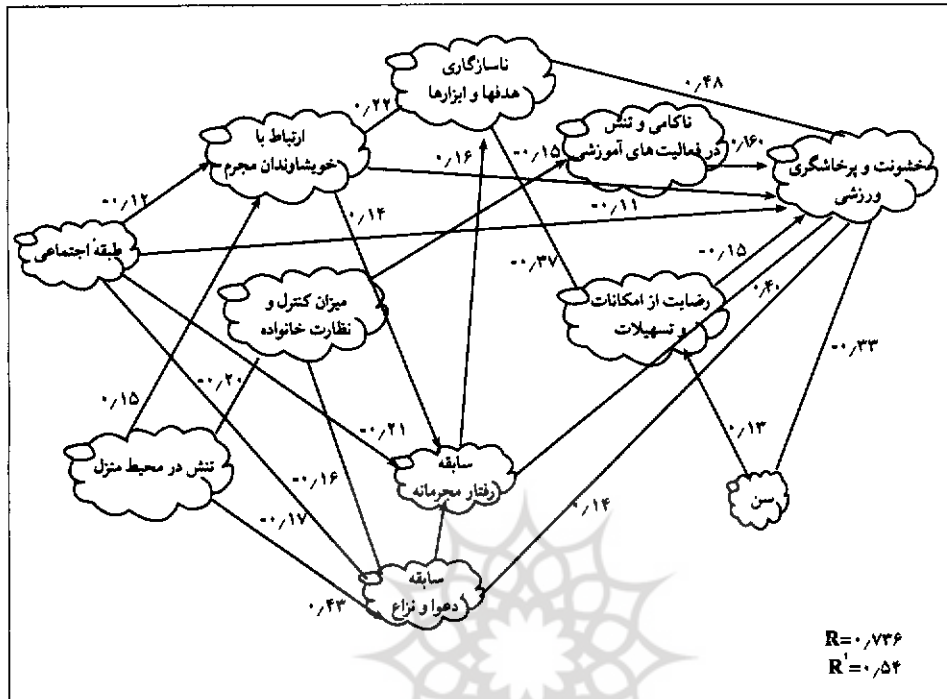 ناسازگاری
هدفها و ابزارها
۰٫۴۸
۰٫۲۲
ارتباط با
خویشاوندان مجرم
-۰٫۱۵
ناکامی و تنش
در فعالیت‌های آموزشی
۰٫۱۶۰
خشونت و پرخاشگری
ورزشی
۰٫۱۶
-۰٫۱۲
۰٫۱۴
-۰٫۱۱
طبقهٔ اجتماعی
میزان کنترل و
نظارت خانواده
-۰٫۳۷
رضایت از امکانات
و تسهیلات
-۰٫۱۵
۰٫۴۰
-۰٫۳۳
۰٫۱۵
-۰٫۲۰
تنش در محیط منزل
-۰٫۲۱
سابقه
رفتار مجرمانه
۰٫۱۳
سن
-۰٫۱۶
-۰٫۱۷
۰٫۱۴
سابقه
دعوا و نزاع
۰٫۴۳
R=۰٫۷۳۶
R'=۰٫۵۴